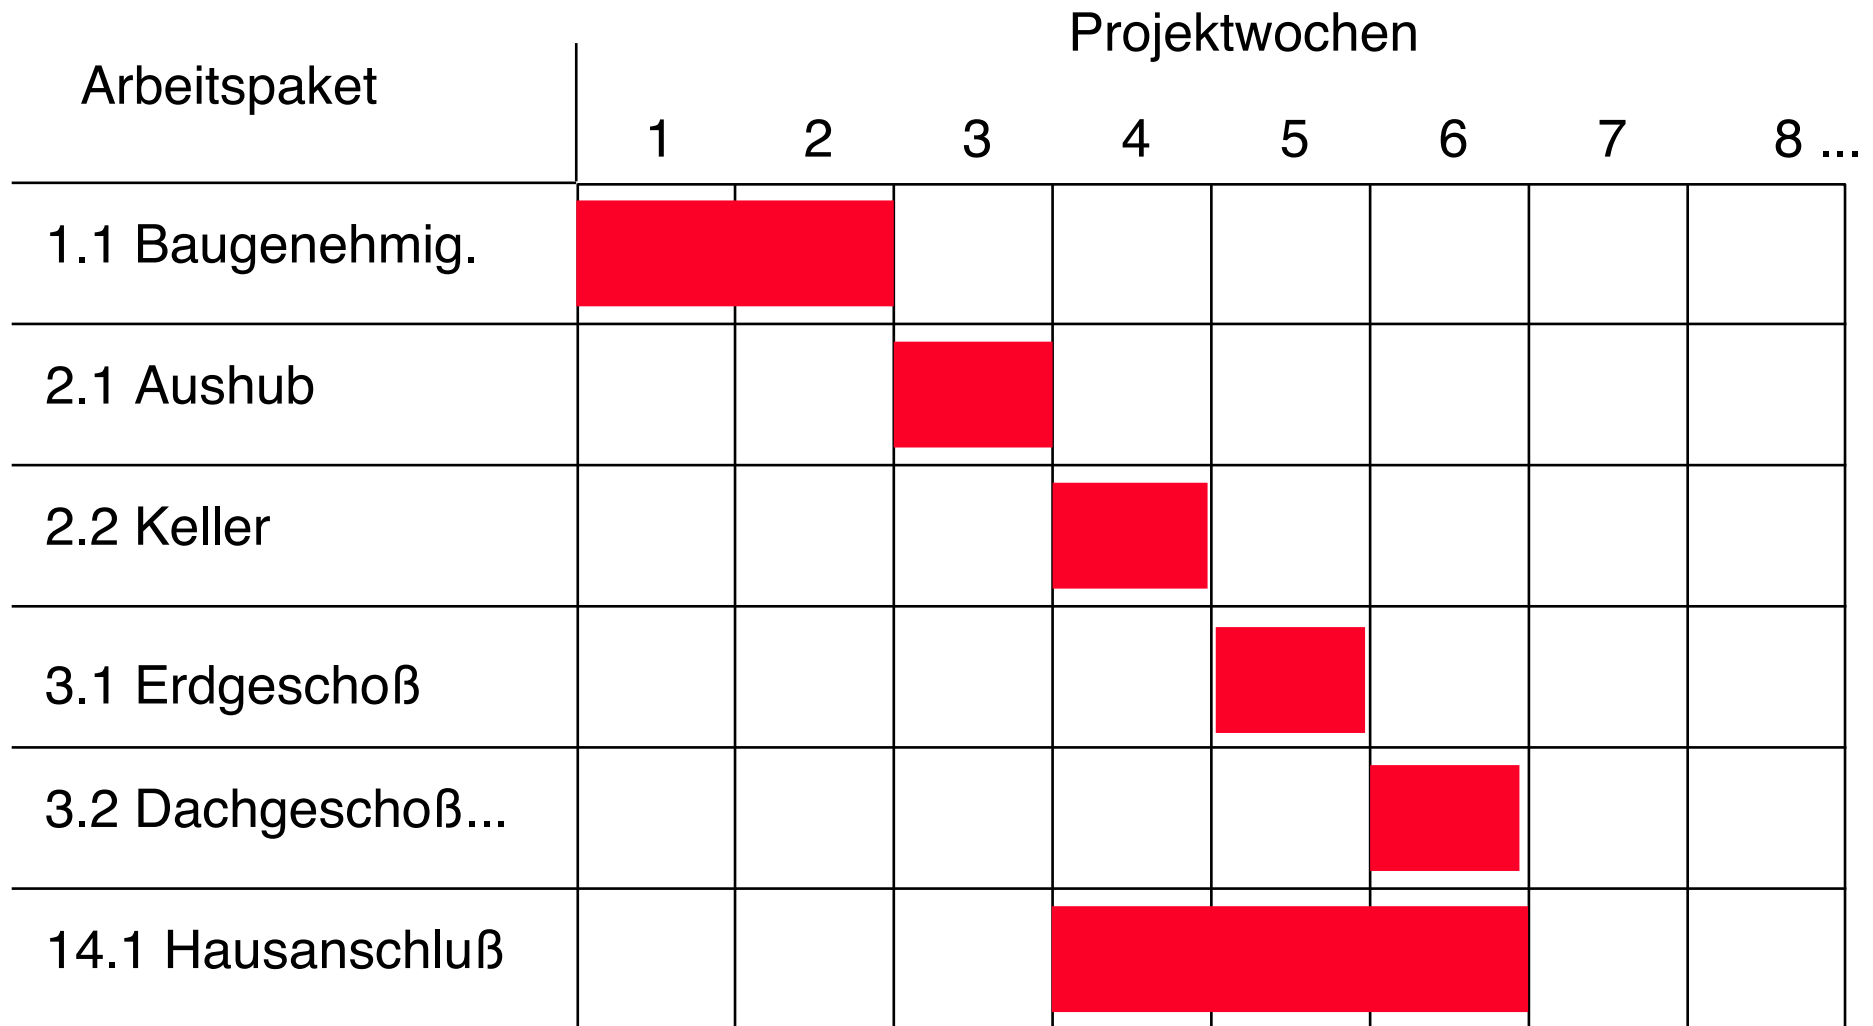 Projektwochen
Arbeitspaket
1 2 3 4 5 6 7 8 ...
1.1 Baugenehmig.
2.1 Aushub
2.2 Keller
3.1 Erdgeschoß
3.2 Dachgeschoß...
14.1 Hausanschluß